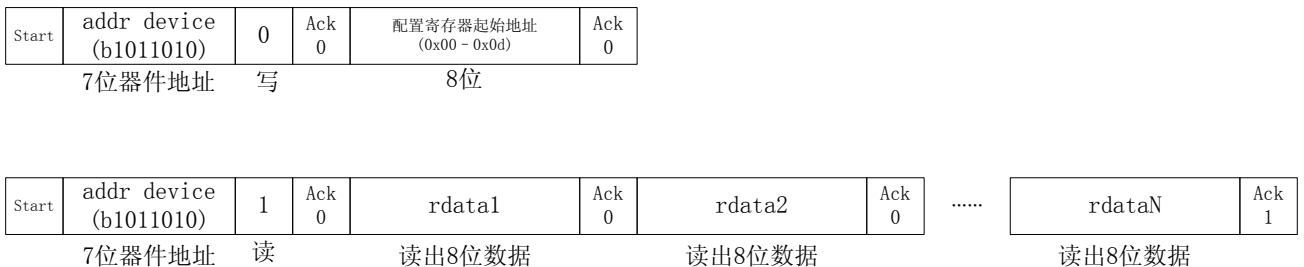 Start addr device (b1011010) 0 Ack 0 配置寄存器起始地址 (0x00-0x0d) Ack 0
7位器件地址 写 8位
Start addr device (b1011010) 1 Ack 0 rdata1 Ack 0 rdata2 Ack 0 …… rdataN Ack 1
7位器件地址 读 读出8位数据 读出8位数据 读出8位数据